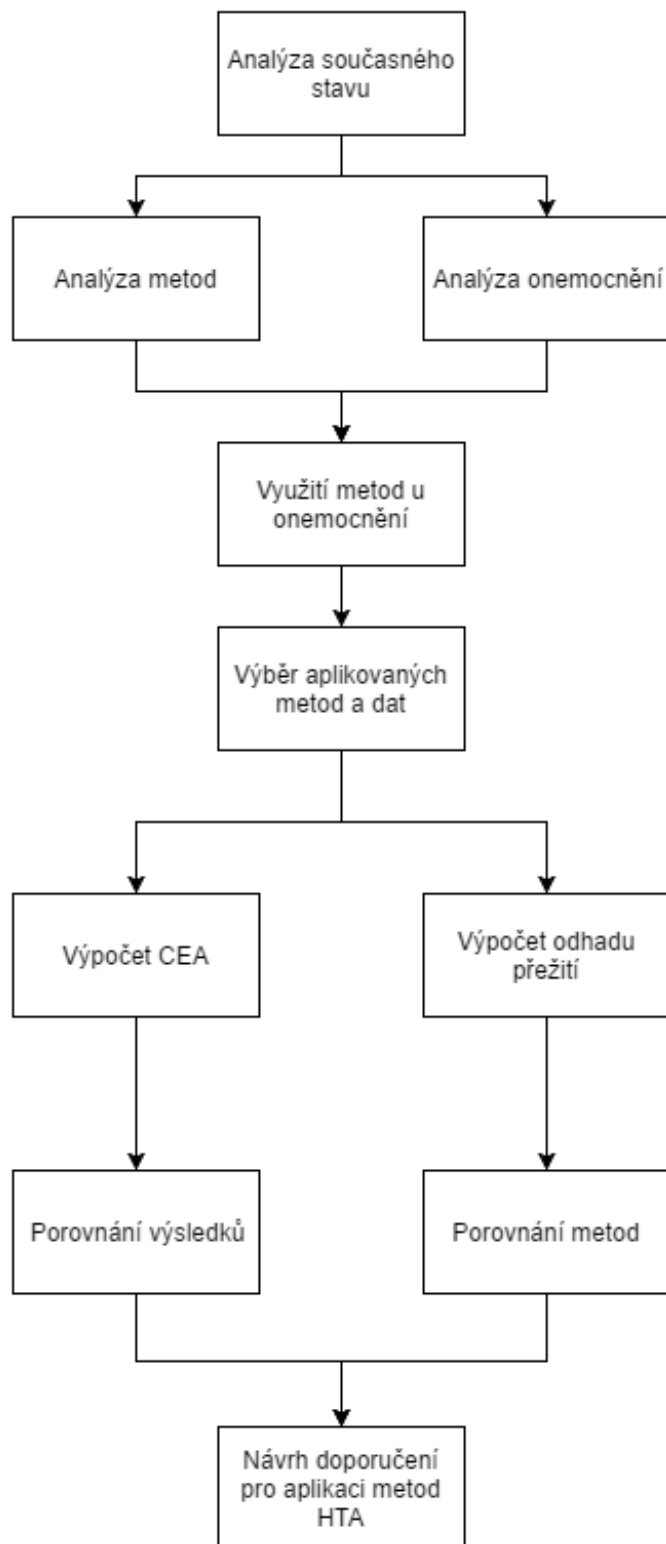 Analýza současného
stavu
Analýza metod
Analýza onemocnění
Využití metod u
onemocnění
Výběr aplikovaných
metod a dat
Výpočet CEA
Výpočet odhadu
přežití
Porovnání výsledků
Porovnání metod
Návrh doporučení
pro aplikaci metod
HTA